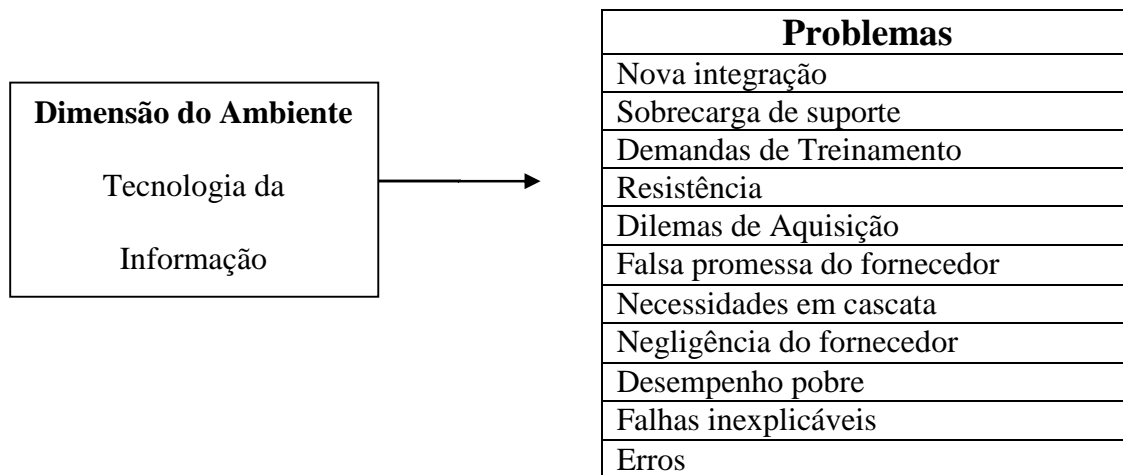 Dimensão do Ambiente
Tecnologia da
Informação
Problemas
Nova integração
Sobrecarga de suporte
Demandas de Treinamento
Resistência
Dilemas de Aquisição
Falsa promessa do fornecedor
Necessidades em cascata
Negligência do fornecedor
Desempenho pobre
Falhas inexplicáveis
Erros